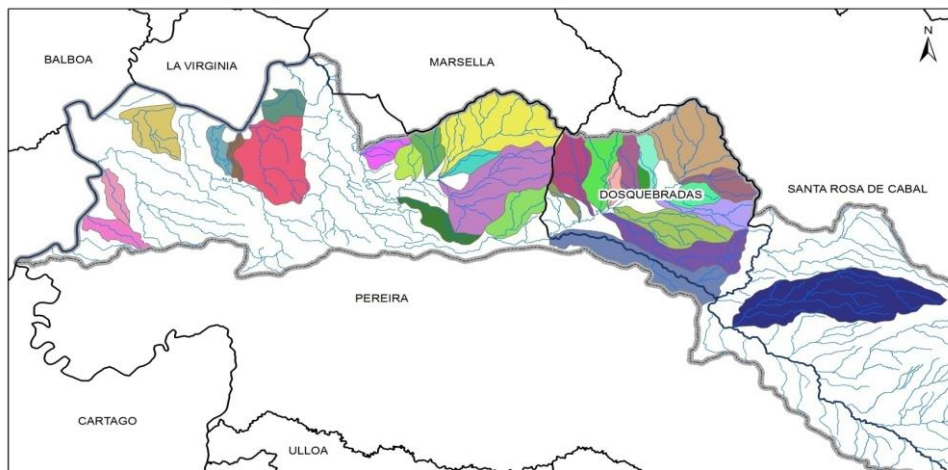 N
BALBOA
LA VIRGINIA
MARSELLA
DOSQUEBRADAS
SANTA ROSA DE CABAL
PEREIRA
CARTAGO
ULLOA